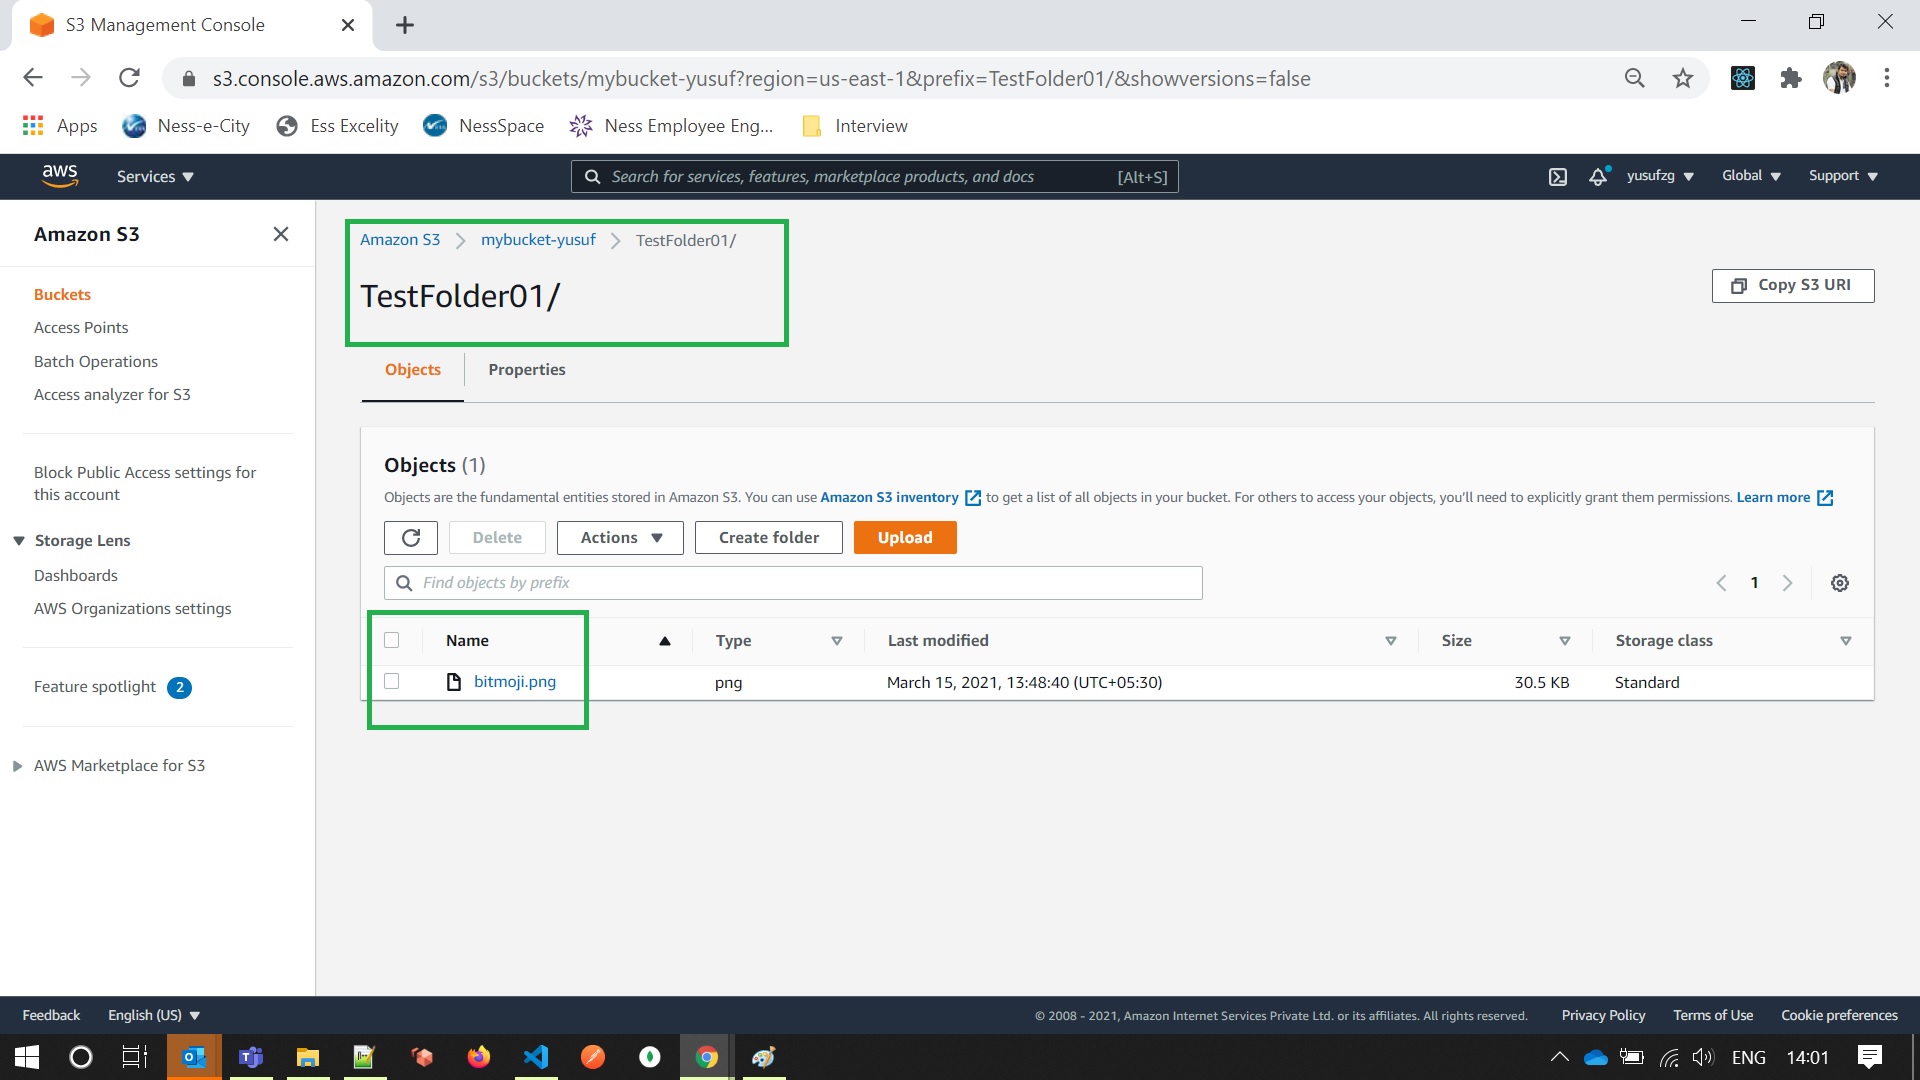 S3 Management Console
s3.console.aws.amazon.com/s3/buckets/mybucket-yusuf?region=us-east-1&prefix=TestFolder01/&showversions=false
Apps Ness-e-City Ess Excelity NessSpace Ness Employee Eng... Interview
aws Services Search for services, features, marketplace products, and docs [Alt+S] yusufzg Global Support
Amazon S3
Buckets
Access Points
Batch Operations
Access analyzer for S3
Block Public Access settings for
this account
Storage Lens
Dashboards
AWS Organizations settings
Feature spotlight 2
AWS Marketplace for S3
Amazon S3 mybucket-yusuf TestFolder01/
TestFolder01/
Copy S3 URI
Objects Properties
Objects (1)
Objects are the fundamental entities stored in Amazon S3. You can use Amazon S3 inventory to get a list of all objects in your bucket. For others to access your objects, you'll need to explicitly grant them permissions. Learn more
Delete Actions Create folder Upload
Find objects by prefix 1
Name Type Last modified Size Storage class
bitmoji.png png March 15, 2021, 13:48:40 (UTC+05:30) 30.5 KB Standard
Feedback English (US) © 2008 - 2021, Amazon Internet Services Private Ltd. or its affiliates. All rights reserved. Privacy Policy Terms of Use Cookie preferences
ENG 14:01